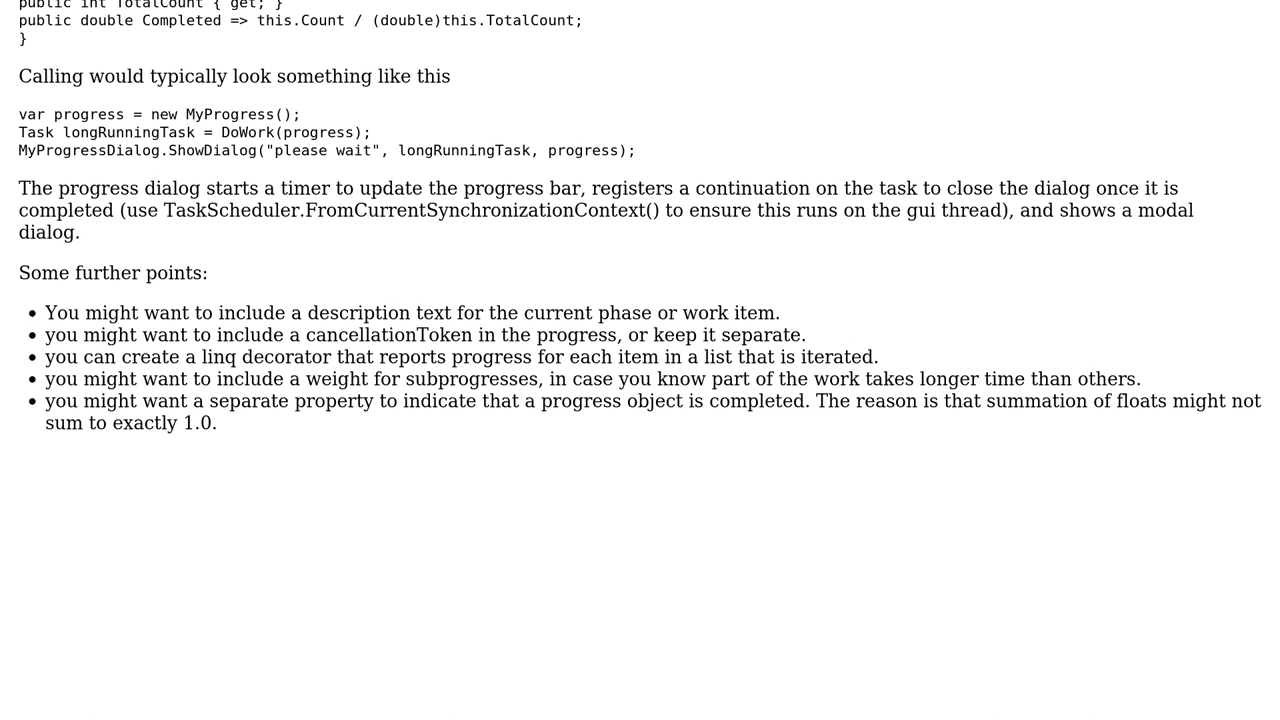 public int TotalCount { get; }
public double Completed => this.Count / (double)this.TotalCount;
}
Calling would typically look something like this
var progress = new MyProgress();
Task longRunningTask = DoWork(progress);
MyProgressDialog.ShowDialog("please wait", longRunningTask, progress);
The progress dialog starts a timer to update the progress bar, registers a continuation on the task to close the dialog once it is
completed (use TaskScheduler.FromCurrentSynchronizationContext() to ensure this runs on the gui thread), and shows a modal
dialog.
Some further points:
• You might want to include a description text for the current phase or work item.
• you might want to include a cancellationToken in the progress, or keep it separate.
• you can create a linq decorator that reports progress for each item in a list that is iterated.
• you might want to include a weight for subprogresses, in case you know part of the work takes longer time than others.
• you might want a separate property to indicate that a progress object is completed. The reason is that summation of floats might not
sum to exactly 1.0.